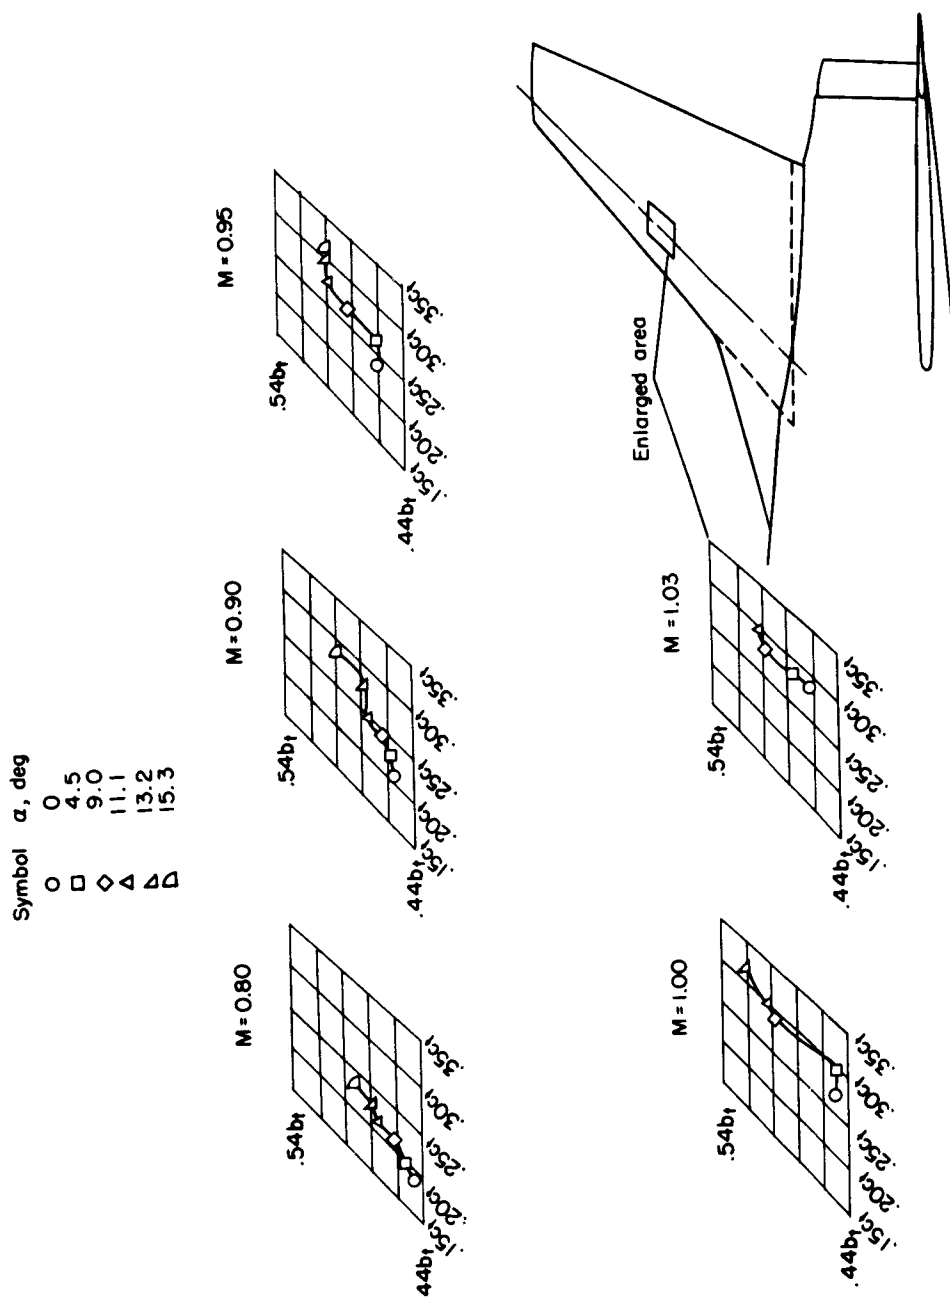 Symbol α, deg
○ 0
□ 4.5
◇ 9.0
11.1
13.2
15.3
M = 0.80
.54bt
.44bt
.15ct .20ct .25ct .30ct .35ct
M = 0.90
.54bt
.44bt
.15ct .20ct .25ct .30ct .35ct
M = 0.95
.54bt
.44bt
.15ct .20ct .25ct .30ct .35ct
M = 1.00
.54bt
.44bt
.15ct .20ct .25ct .30ct .35ct
M = 1.03
.54bt
.44bt
.15ct .20ct .25ct .30ct .35ct
Enlarged area